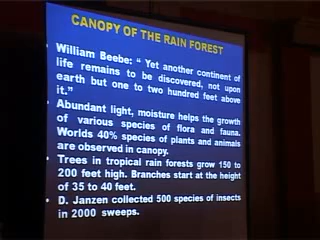 CANOPY OF THE RAIN FOREST
• William Beebe: “ Yet another continent of
life remains to be discovered, not upon
earth but one to two hundred feet above
it.”
• Abundant light, moisture helps the growth
of various species of flora and fauna.
Worlds 40% species of plants and animals
are observed in canopy.
• Trees in tropical rain forests grow 150 to
200 feet high. Branches start at the height
of 35 to 40 feet.
• D. Janzen collected 500 species of insects
in 2000 sweeps.